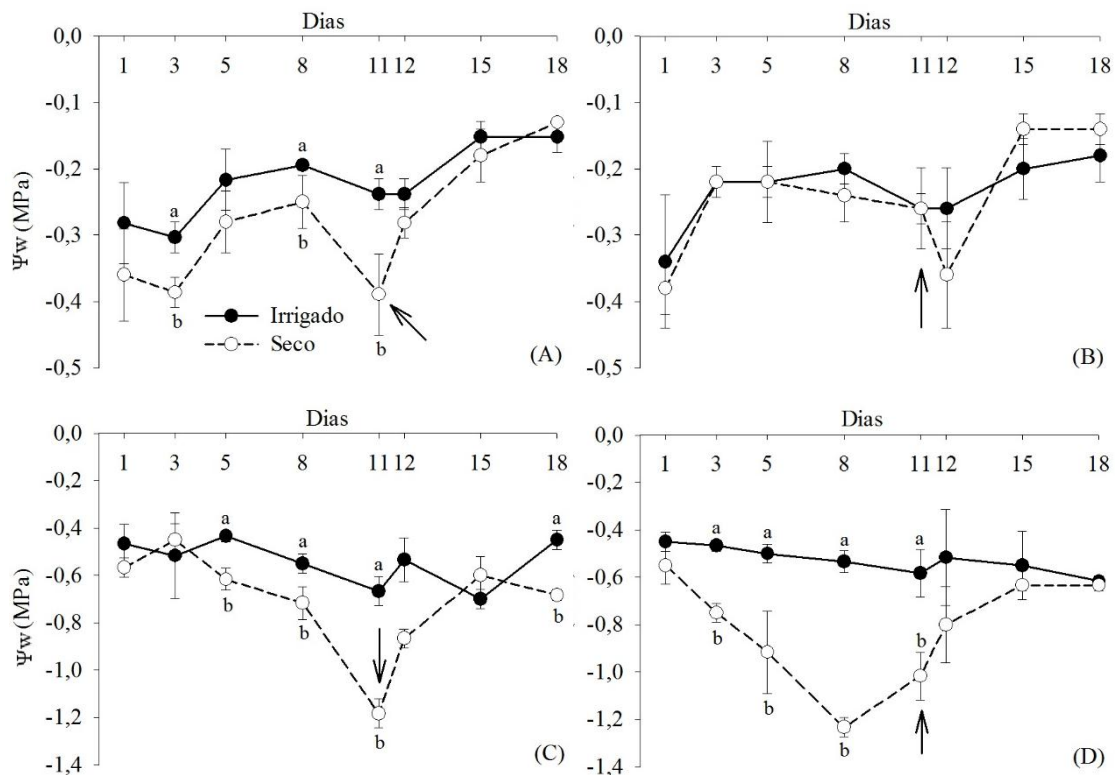 Dias
Dias
0,0
1 3 5 8 11 12 15 18
0,0
1 3 5 8 11 12 15 18
-0,1
-0,1
a
a
-0,2
a
-0,2
Ψw (MPa)
-0,3
b
-0,3
-0,4
b
Irrigado
-0,4
Seco
b
-0,5
(A)
-0,5
(B)
Dias
Dias
0,0
1 3 5 8 11 12 15 18
0,0
1 3 5 8 11 12 15 18
-0,2
-0,2
-0,4
a
a
a
a
-0,4
a
a
a
a
-0,6
b
b
-0,6
Ψw (MPa)
-0,8
b
-0,8
b
b
-1,0
-1,0
b
-1,2
b
-1,2
b
-1,4
(C)
-1,4
(D)